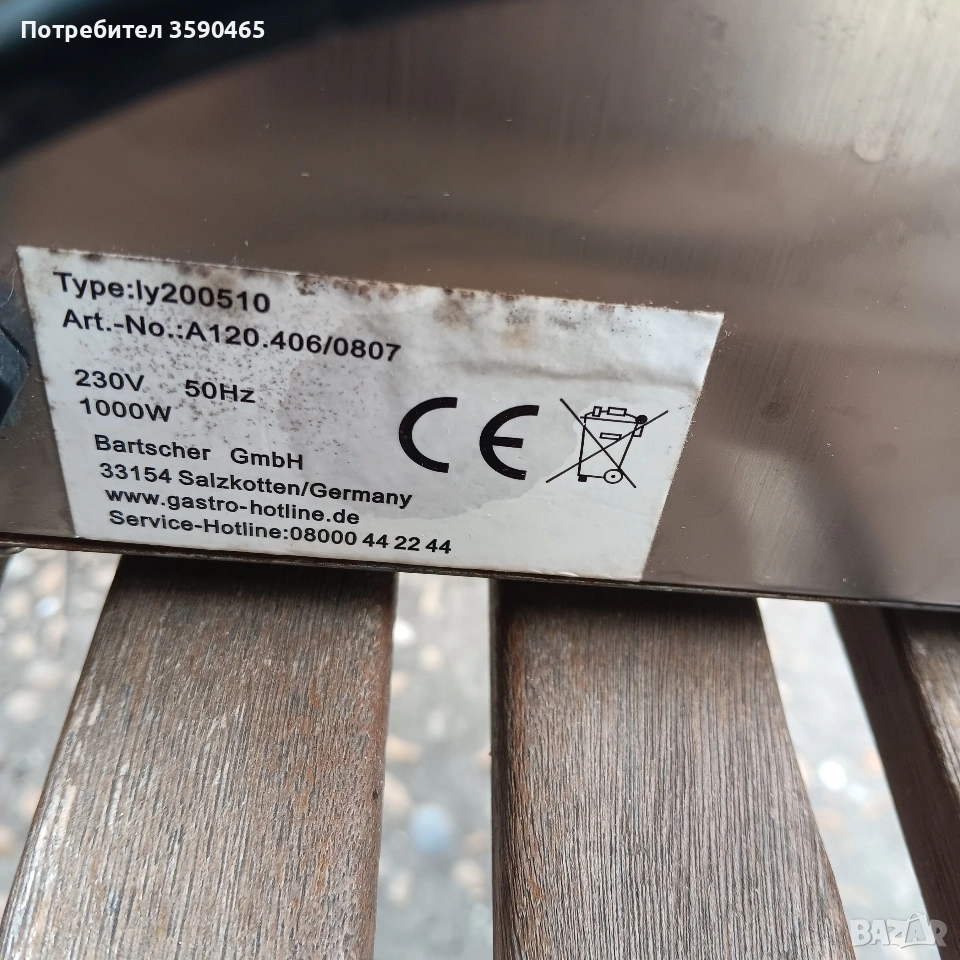 Потребител 3590465
Type:ly200510
Art.-No.:A120.406/0807
230V 50Hz
1000W
CE
Bartscher GmbH
33154 Salzkotten/Germany
www.gastro-hotline.de
Service-Hotline:08000 44 22 44
BAZAR